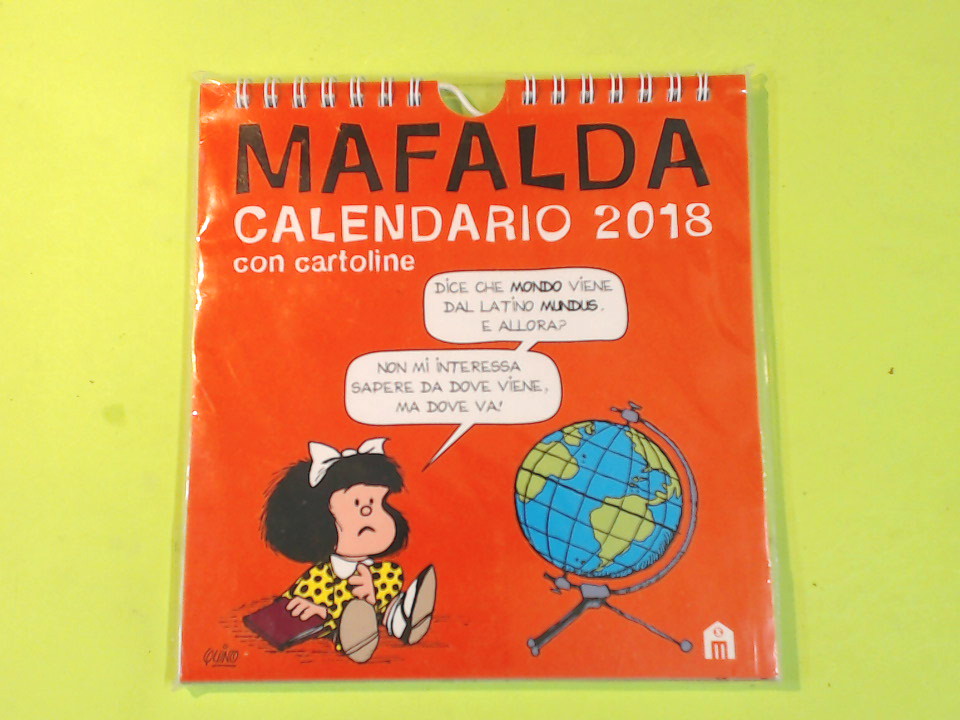 MAFALDA
CALENDARIO 2018
con cartoline
DICE CHE MONDO VIENE
DAL LATINO MUNDUS.
E ALLORA?
NON MI INTERESSA
SAPERE DA DOVE VIENE,
MA DOVE VA!
QUINO
m